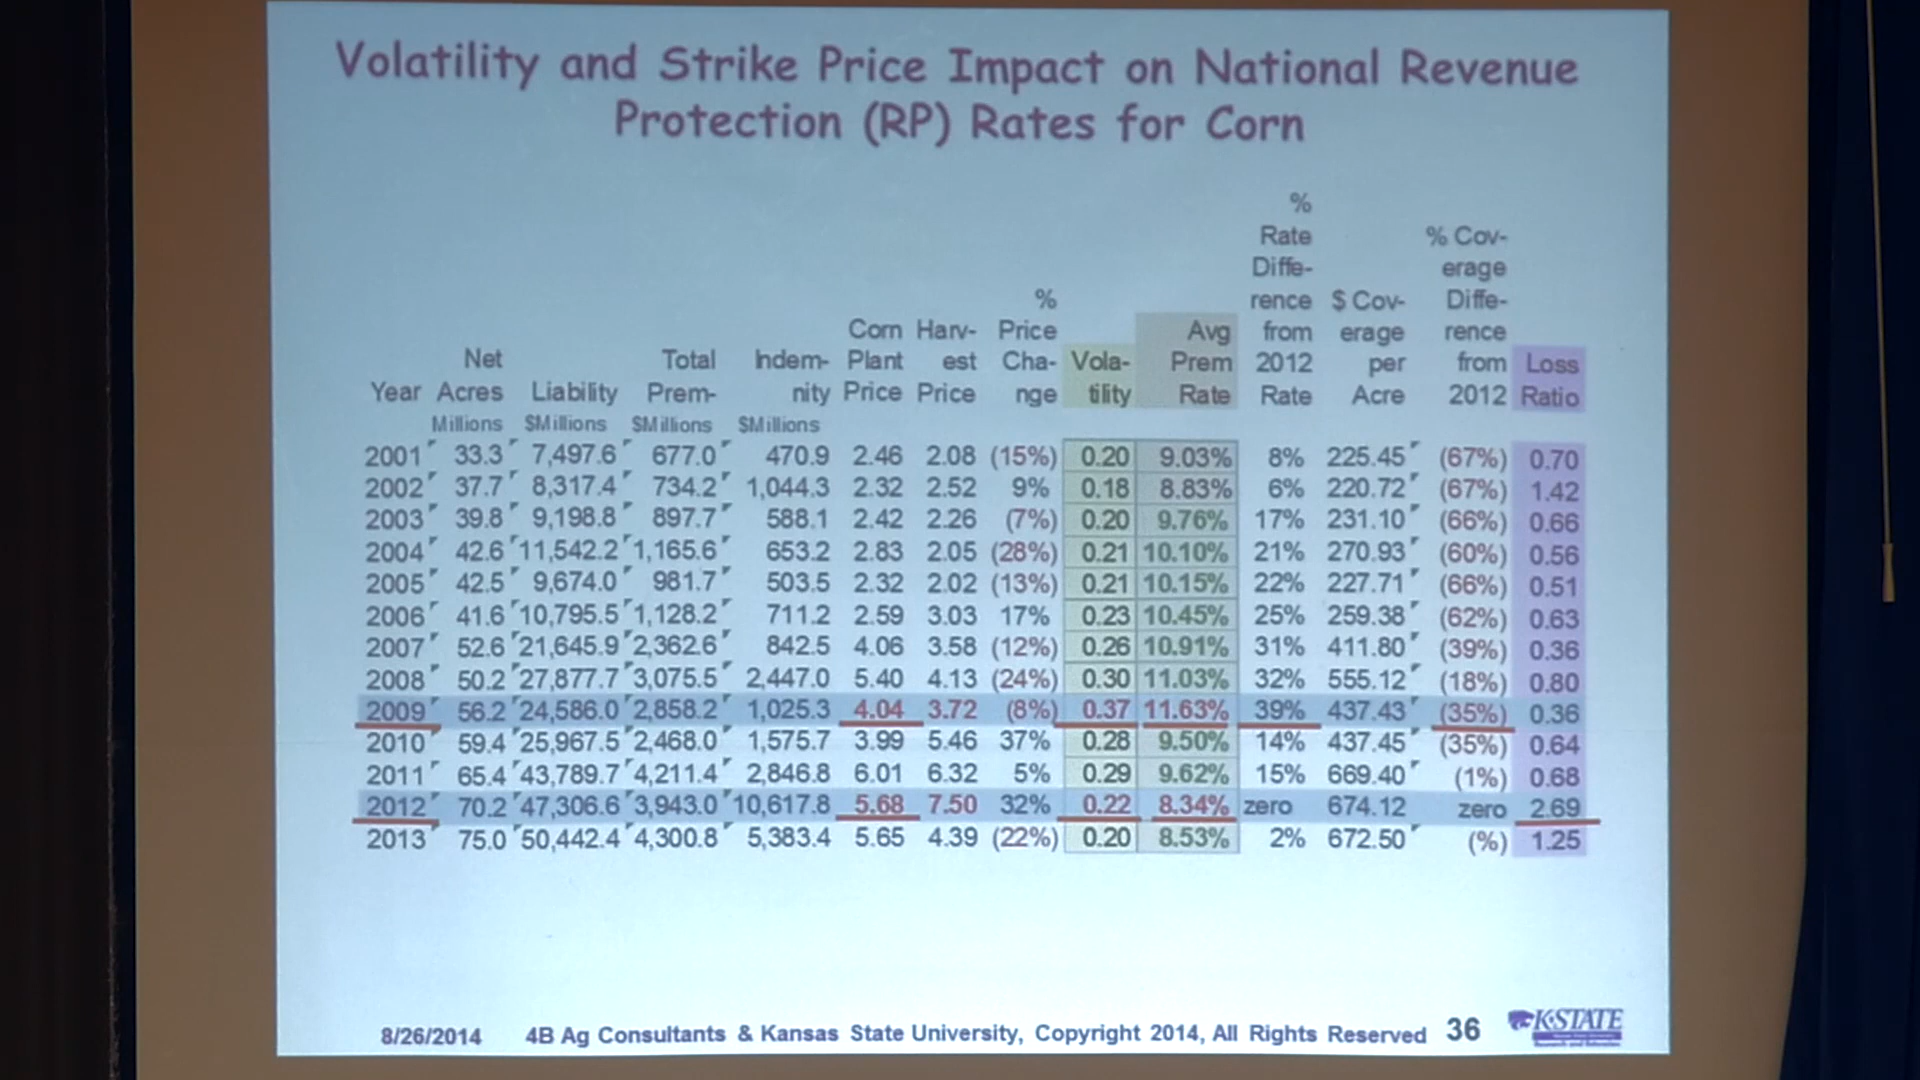 Volatility and Strike Price Impact on National Revenue
Protection (RP) Rates for Corn
%
Rate % Cov-
Diffe- erage
% rence $ Cov- Diffe-
Corn Harv- Price Avg from erage rence
Net Total Indem- Plant est Cha- Vola- Prem 2012 per from Loss
Year Acres Liability Prem- nity Price Price nge tility Rate Rate Acre 2012 Ratio
Millions $Millions $Millions $Millions
2001 33.3 7,497.6 677.0 470.9 2.46 2.08 (15%) 0.20 9.03% 8% 225.45 (67%) 0.70
2002 37.7 8,317.4 734.2 1,044.3 2.32 2.52 9% 0.18 8.83% 6% 220.72 (67%) 1.42
2003 39.8 9,198.8 897.7 588.1 2.42 2.26 (7%) 0.20 9.76% 17% 231.10 (66%) 0.66
2004 42.6 11,542.2 1,165.6 653.2 2.83 2.05 (28%) 0.21 10.10% 21% 270.93 (60%) 0.56
2005 42.5 9,674.0 981.7 503.5 2.32 2.02 (13%) 0.21 10.15% 22% 227.71 (66%) 0.51
2006 41.6 10,795.5 1,128.2 711.2 2.59 3.03 17% 0.23 10.45% 25% 259.38 (62%) 0.63
2007 52.6 21,645.9 2,362.6 842.5 4.06 3.58 (12%) 0.26 10.91% 31% 411.80 (39%) 0.36
2008 50.2 27,877.7 3,075.5 2,447.0 5.40 4.13 (24%) 0.30 11.03% 32% 555.12 (18%) 0.80
2009 56.2 24,586.0 2,858.2 1,025.3 4.04 3.72 (8%) 0.37 11.63% 39% 437.43 (35%) 0.36
2010 59.4 25,967.5 2,468.0 1,575.7 3.99 5.46 37% 0.28 9.50% 14% 437.45 (35%) 0.64
2011 65.4 43,789.7 4,211.4 2,846.8 6.01 6.32 5% 0.29 9.62% 15% 669.40 (1%) 0.68
2012 70.2 47,306.6 3,943.0 10,617.8 5.68 7.50 32% 0.22 8.34% zero 674.12 zero 2.69
2013 75.0 50,442.4 4,300.8 5,383.4 5.65 4.39 (22%) 0.20 8.53% 2% 672.50 (%) 1.25
8/26/2014 4B Ag Consultants & Kansas State University, Copyright 2014, All Rights Reserved 36 K-STATE